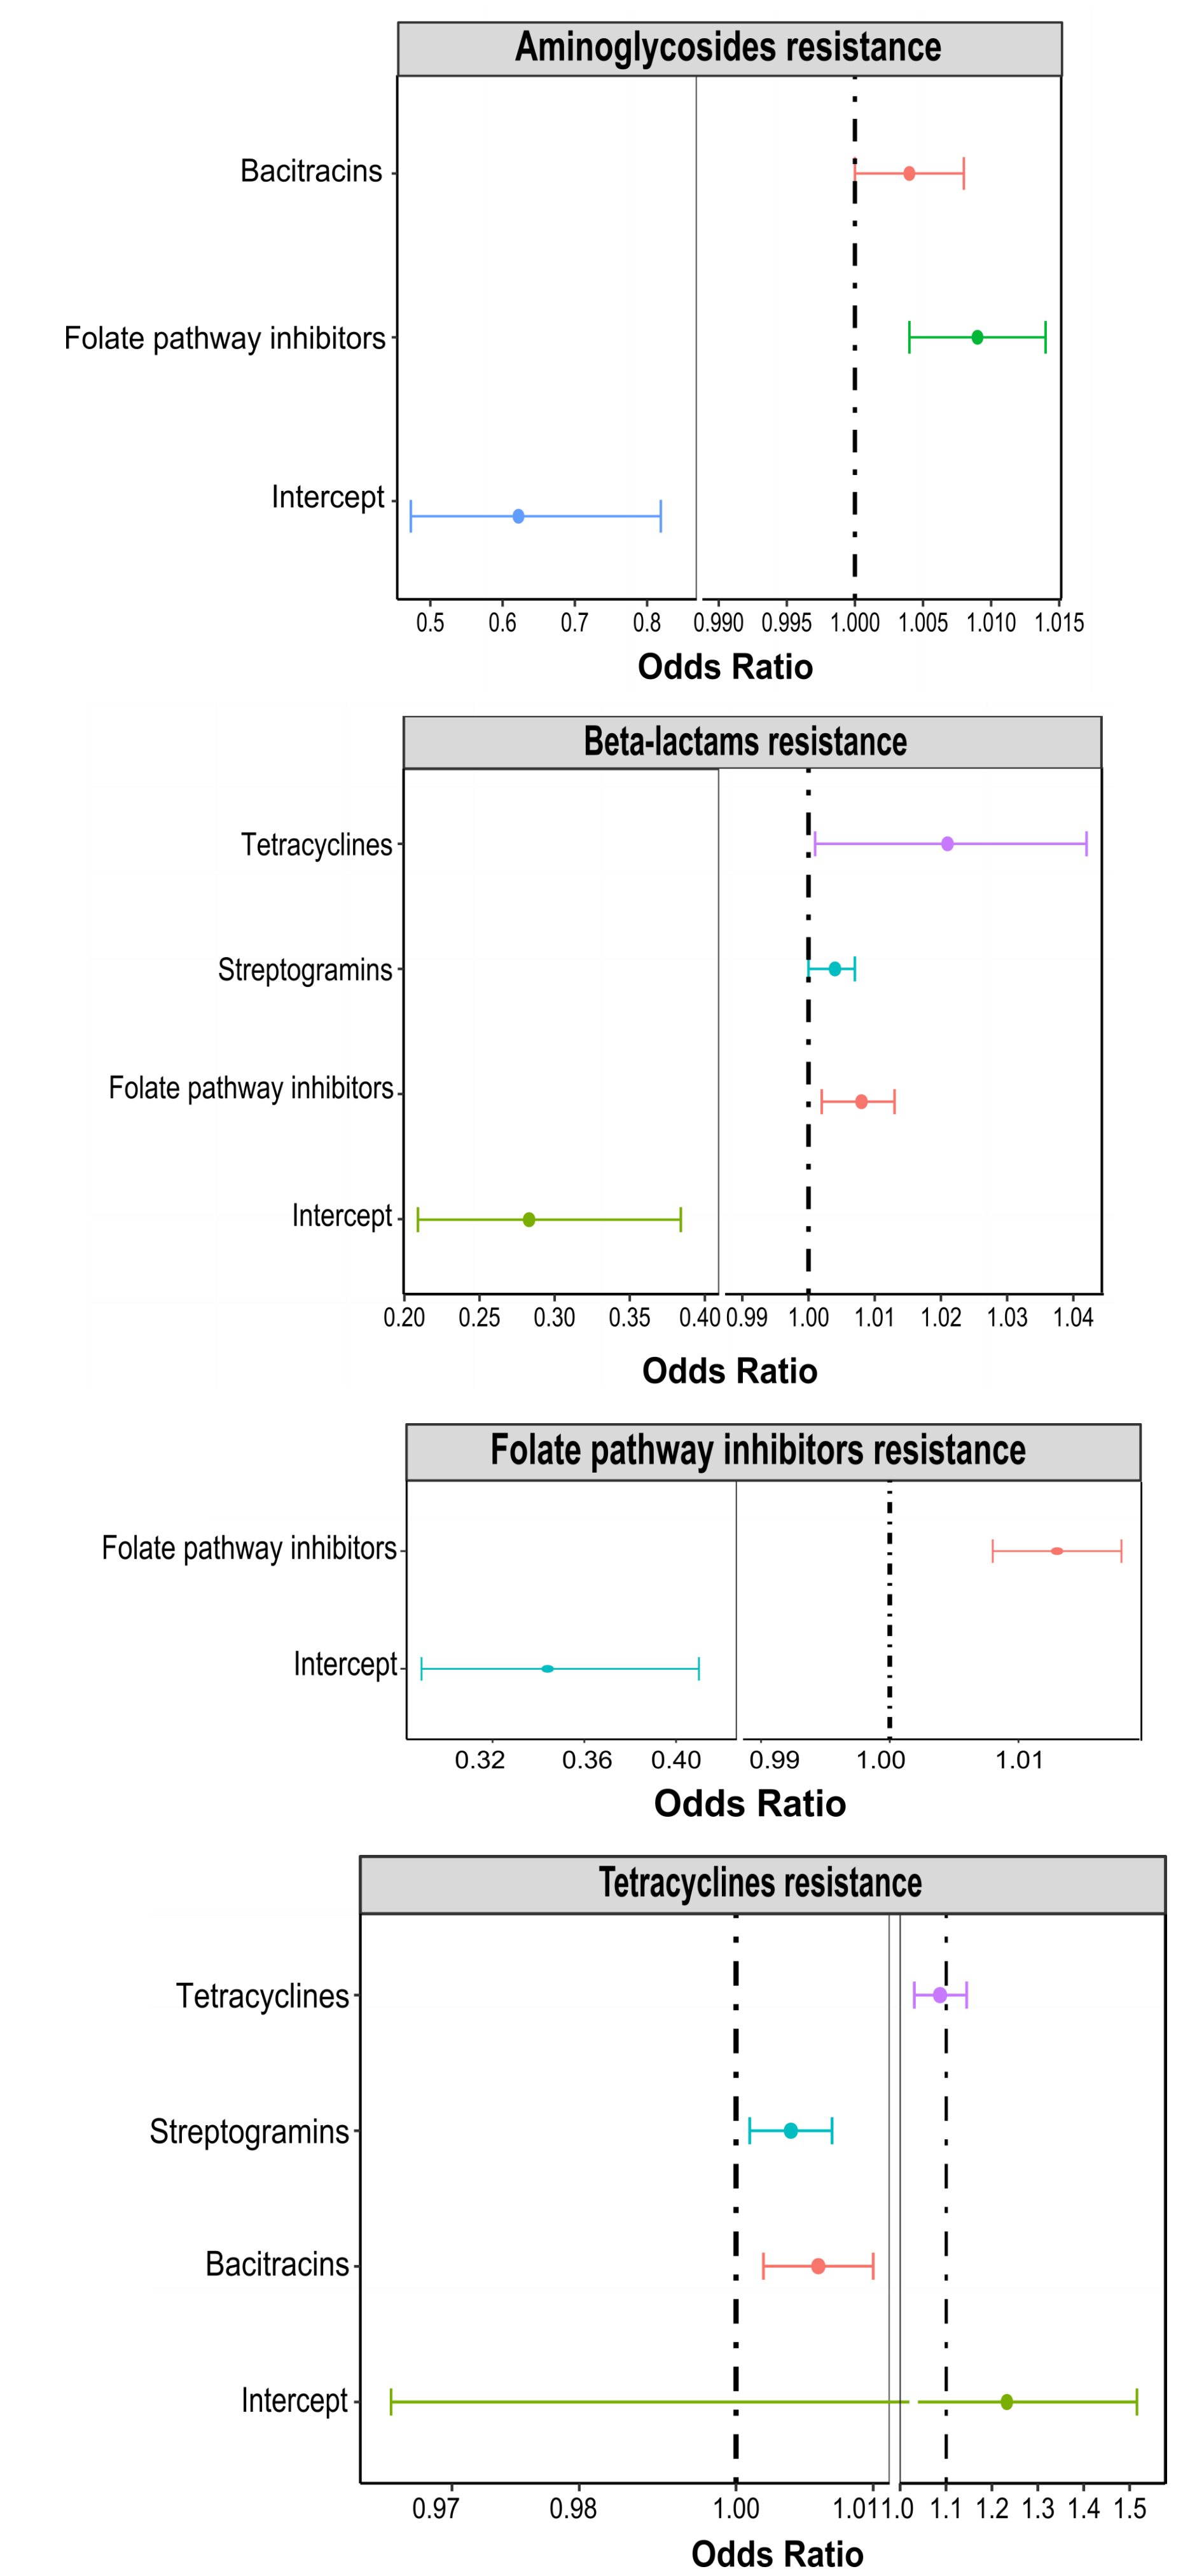 Aminoglycosides resistance
Bacitracins
Folate pathway inhibitors
Intercept
0.5 0.6 0.7 0.8 0.990 0.995 1.000 1.005 1.010 1.015
Odds Ratio
Beta-lactams resistance
Tetracyclines
Streptogramins
Folate pathway inhibitors
Intercept
0.20 0.25 0.30 0.35 0.40 0.99 1.00 1.01 1.02 1.03 1.04
Odds Ratio
Folate pathway inhibitors resistance
Folate pathway inhibitors
Intercept
0.32 0.36 0.40 0.99 1.00 1.01
Odds Ratio
Tetracyclines resistance
Tetracyclines
Streptogramins
Bacitracins
Intercept
0.97 0.98 1.00 1.011.0 1.1 1.2 1.3 1.4 1.5
Odds Ratio